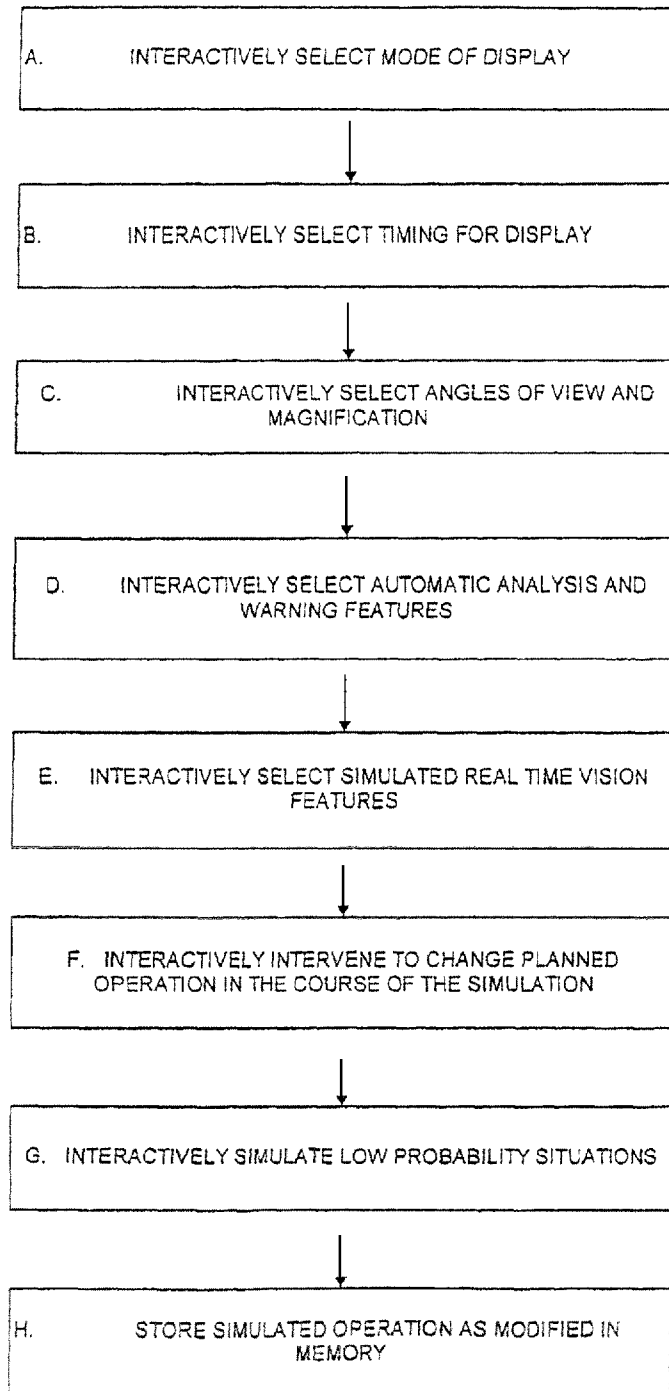 A. INTERACTIVELY SELECT MODE OF DISPLAY
B. INTERACTIVELY SELECT TIMING FOR DISPLAY
C. INTERACTIVELY SELECT ANGLES OF VIEW AND
MAGNIFICATION
D. INTERACTIVELY SELECT AUTOMATIC ANALYSIS AND
WARNING FEATURES
E. INTERACTIVELY SELECT SIMULATED REAL TIME VISION
FEATURES
F. INTERACTIVELY INTERVENE TO CHANGE PLANNED
OPERATION IN THE COURSE OF THE SIMULATION
G. INTERACTIVELY SIMULATE LOW PROBABILITY SITUATIONS
H. STORE SIMULATED OPERATION AS MODIFIED IN
MEMORY